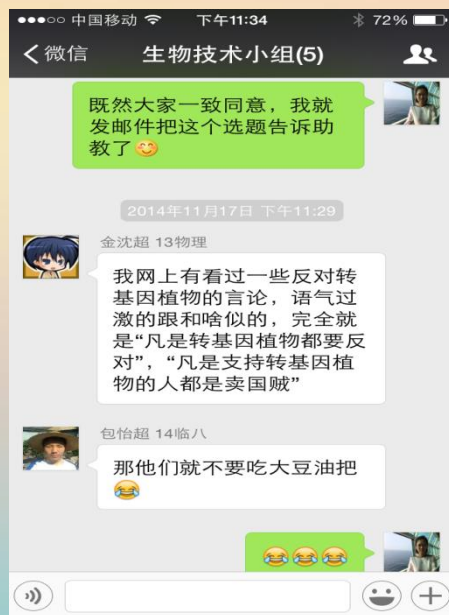 中国移动 下午11:34 72%
微信 生物技术小组(5)
既然大家一致同意，我就
发邮件把这个选题告诉助
教了
2014年11月17日 下午11:29
金沈超 13物理
我网上有看过一些反对转
基因植物的言论，语气过
激的跟和啥似的，完全就
是“凡是转基因植物都要反
对”，“凡是支持转基因植
物的人都是卖国贼”
包怡超 14临八
那他们就不要吃大豆油把